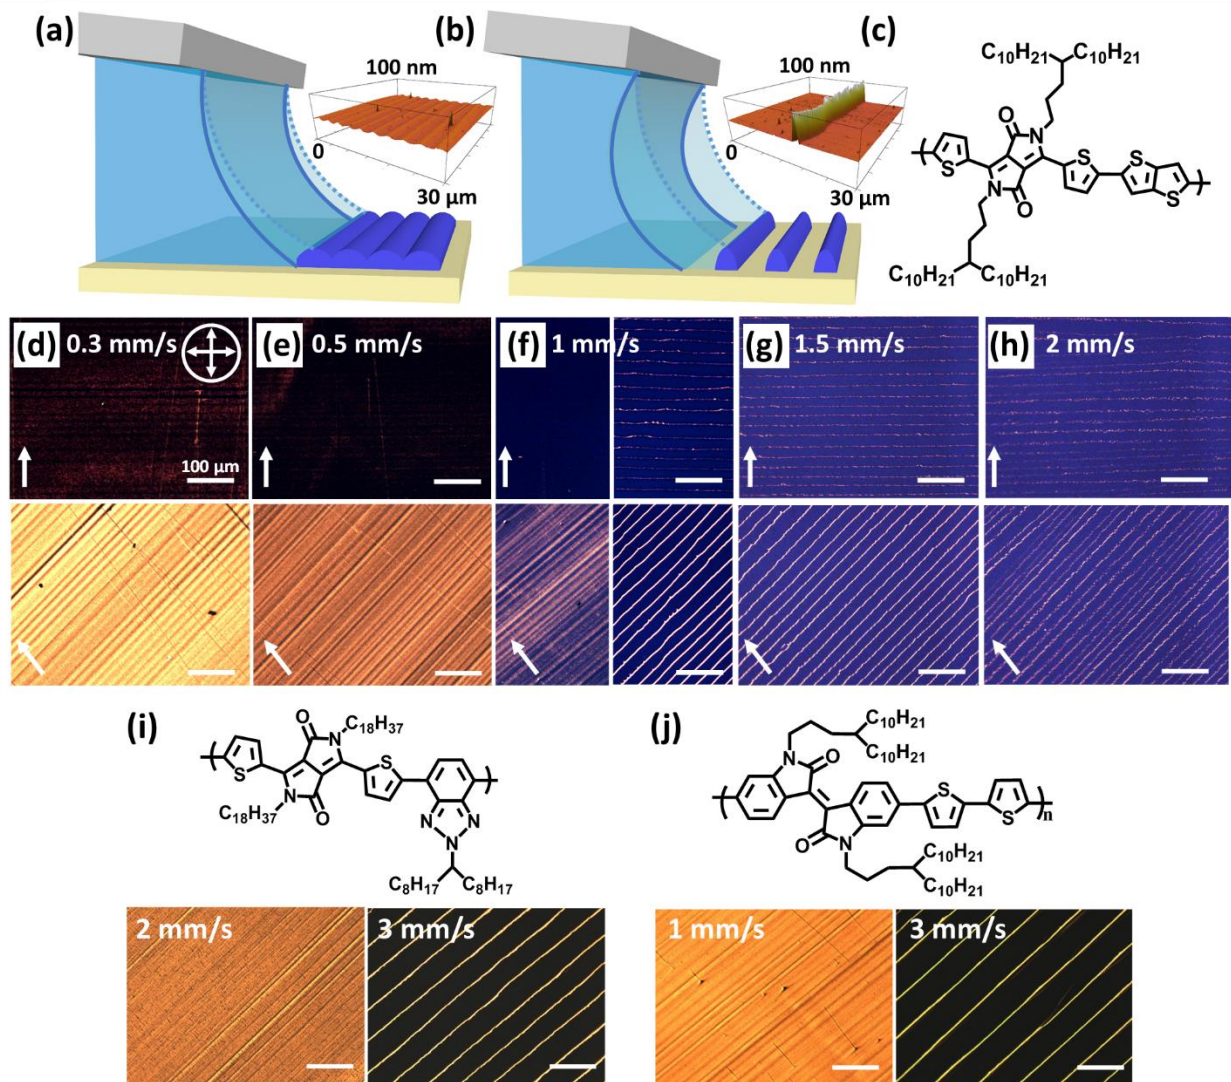 (a)
(b)
(c)
100 nm
0
30 μm
100 nm
0
30 μm
C₁₀H₂₁ C₁₀H₂₁
O
N
S
S
S
N
O
S
C₁₀H₂₁ C₁₀H₂₁
(d) 0.3 mm/s
100 μm
(e) 0.5 mm/s
(f) 1 mm/s
(g) 1.5 mm/s
(h) 2 mm/s
(i)
O
C₁₈H₃₇
N
S
S
N
O
C₁₈H₃₇
N
N
N
C₈H₁₇ C₈H₁₇
2 mm/s
3 mm/s
(j)
C₁₀H₂₁
C₁₀H₂₁
N
O
S
S
n
O
N
C₁₀H₂₁
C₁₀H₂₁
1 mm/s
3 mm/s